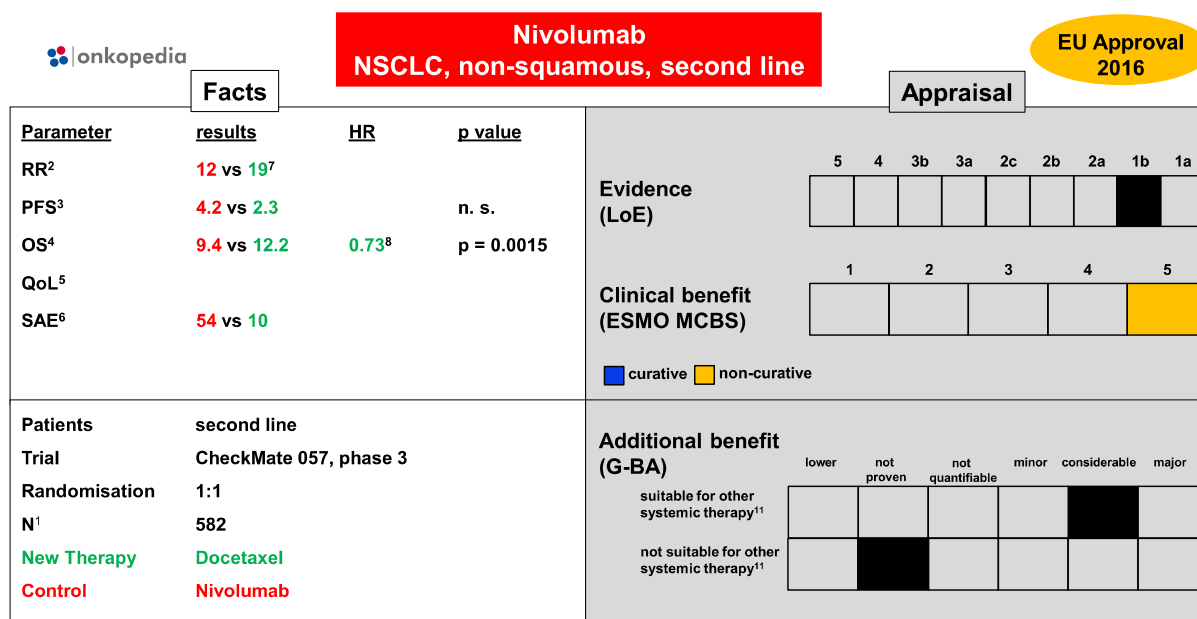 onkopedia
Nivolumab
NSCLC, non-squamous, second line
EU Approval
2016
Facts
Parameter results HR p value
RR² 12 vs 19⁷
PFS³ 4.2 vs 2.3 n. s.
OS⁴ 9.4 vs 12.2 0.73⁸ p = 0.0015
QoL⁵
SAE⁶ 54 vs 10
Patients second line
Trial CheckMate 057, phase 3
Randomisation 1:1
N¹ 582
New Therapy Docetaxel
Control Nivolumab
Appraisal
5 4 3b 3a 2c 2b 2a 1b 1a
Evidence
(LoE)
1 2 3 4 5
Clinical benefit
(ESMO MCBS)
curative non-curative
Additional benefit
(G-BA)
lower not proven not quantifiable minor considerable major
suitable for other
systemic therapy¹¹
not suitable for other
systemic therapy¹¹